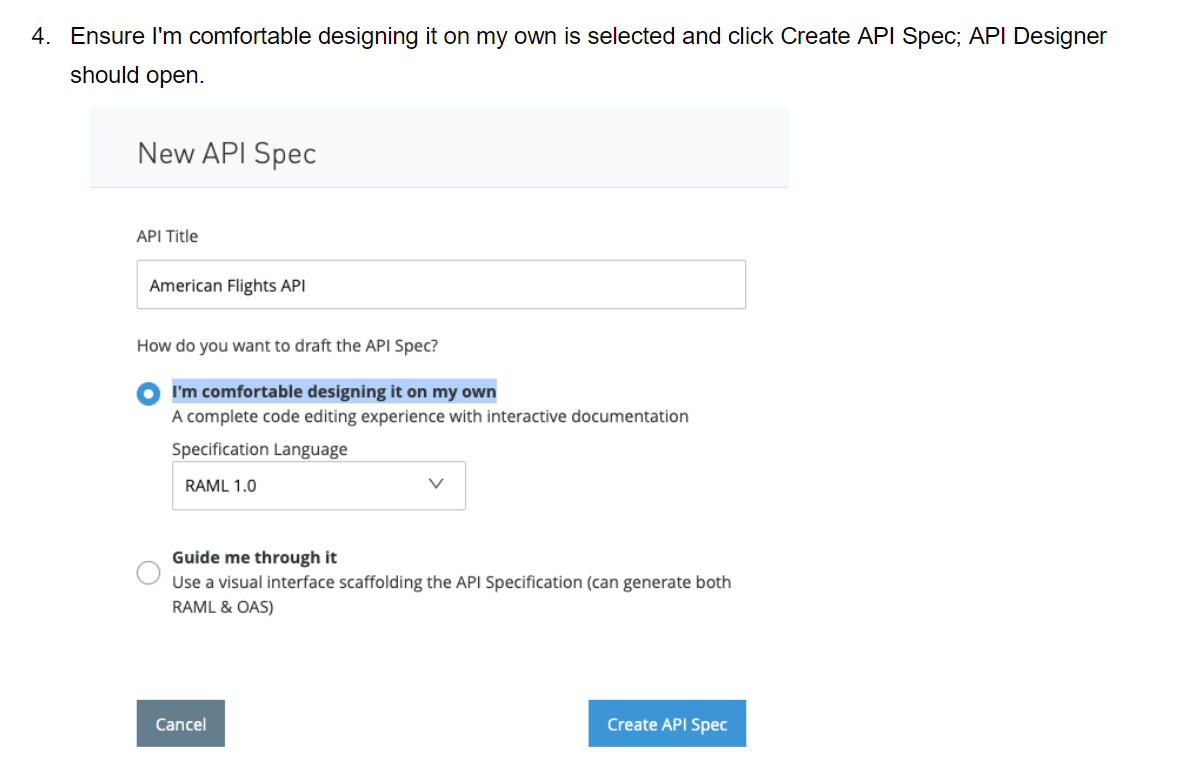 4. Ensure I'm comfortable designing it on my own is selected and click Create API Spec; API Designer
should open.
New API Spec
API Title
American Flights API
How do you want to draft the API Spec?
I'm comfortable designing it on my own
A complete code editing experience with interactive documentation
Specification Language
RAML 1.0
Guide me through it
Use a visual interface scaffolding the API Specification (can generate both
RAML & OAS)
Cancel
Create API Spec